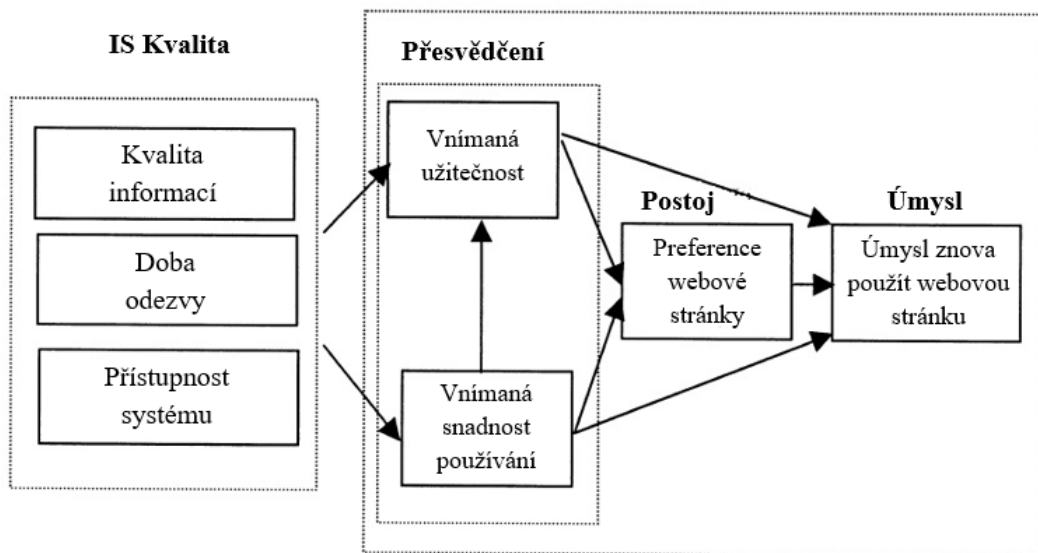 IS Kvalita
Kvalita
informací
Doba
odezvy
Přístupnost
systému
Přesvědčení
Vnímaná
užitečnost
Vnímaná
snadnost
používání
Postoj
Preference
webové
stránky
Úmysl
Úmysl znova
použít webovou
stránku